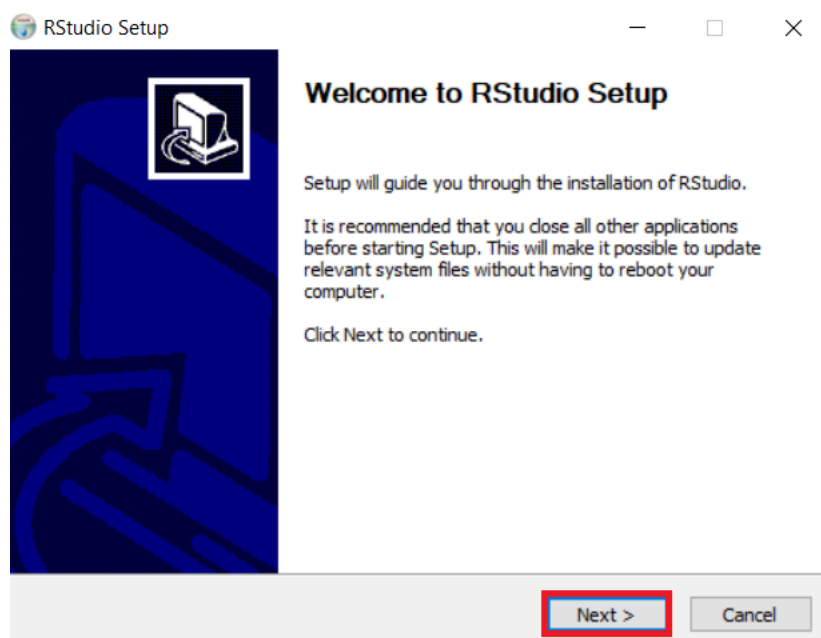 RStudio Setup
Welcome to RStudio Setup
Setup will guide you through the installation of RStudio.
It is recommended that you close all other applications
before starting Setup. This will make it possible to update
relevant system files without having to reboot your
computer.
Click Next to continue.
Next >
Cancel